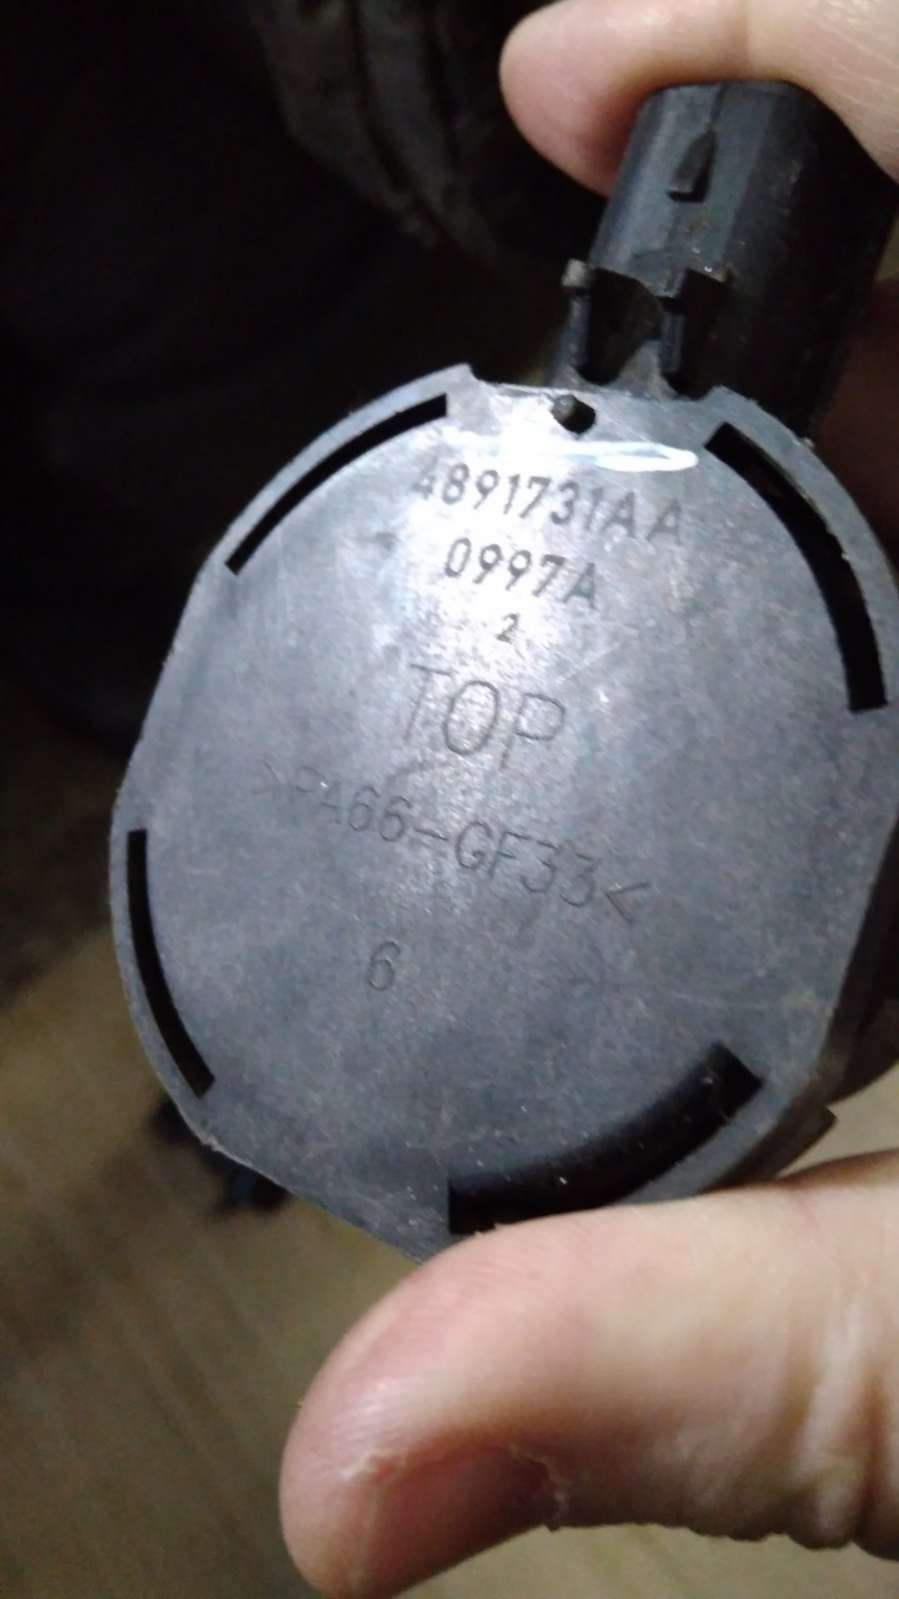 4891731AA
0997A
2
TOP
>PA66-GF33<
6